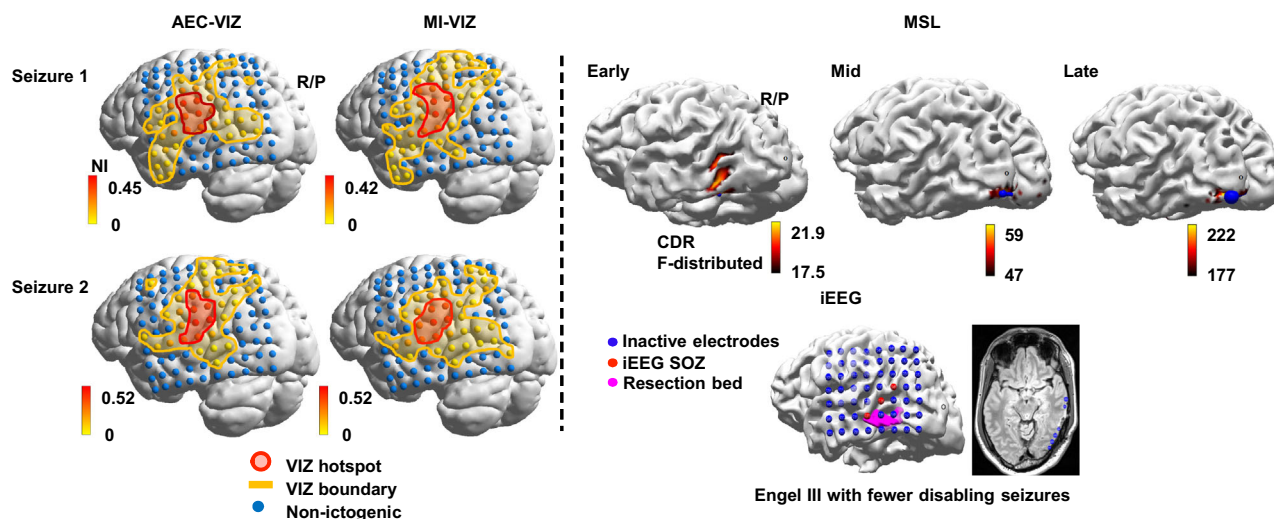 AEC-VIZ
MI-VIZ
Seizure 1
R/P
NI
0.45
0
0.42
0
Seizure 2
0.52
0
0.52
0
VIZ hotspot
VIZ boundary
Non-ictogenic
MSL
Early
Mid
Late
R/P
CDR
F-distributed
21.9
17.5
59
47
222
177
iEEG
Inactive electrodes
iEEG SOZ
Resection bed
Engel III with fewer disabling seizures